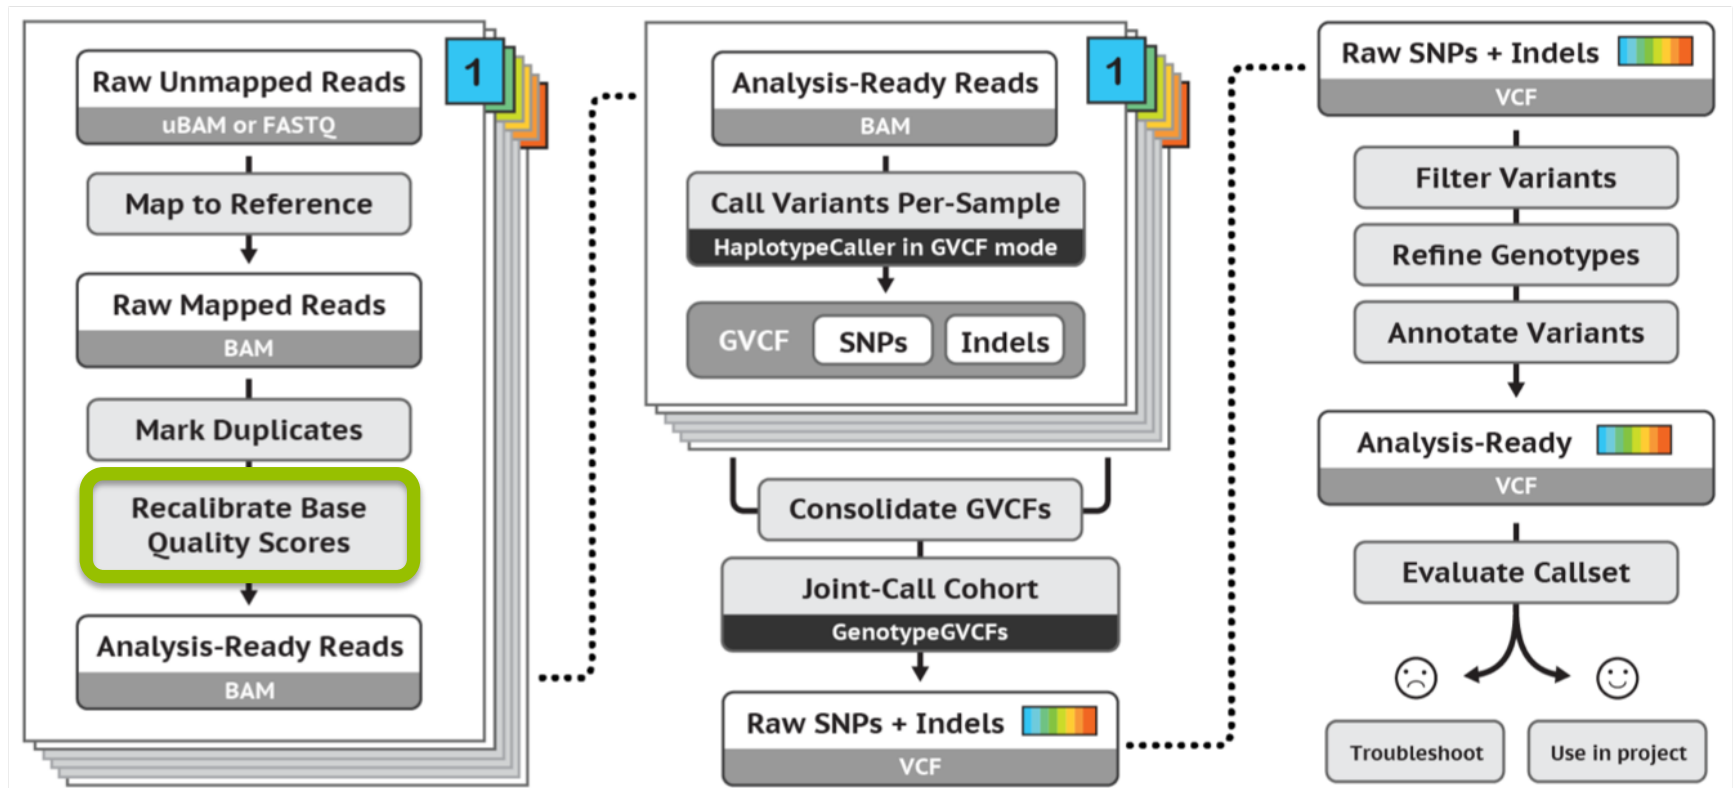 Raw Unmapped Reads
uBAM or FASTQ
1
Map to Reference
Raw Mapped Reads
BAM
Mark Duplicates
Recalibrate Base
Quality Scores
Analysis-Ready Reads
BAM
Analysis-Ready Reads
BAM
1
Call Variants Per-Sample
HaplotypeCaller in GVCF mode
GVCF SNPs Indels
Consolidate GVCFs
Joint-Call Cohort
GenotypeGVCFs
Raw SNPs + Indels
VCF
Raw SNPs + Indels
VCF
Filter Variants
Refine Genotypes
Annotate Variants
Analysis-Ready
VCF
Evaluate Callset
Troubleshoot
Use in project